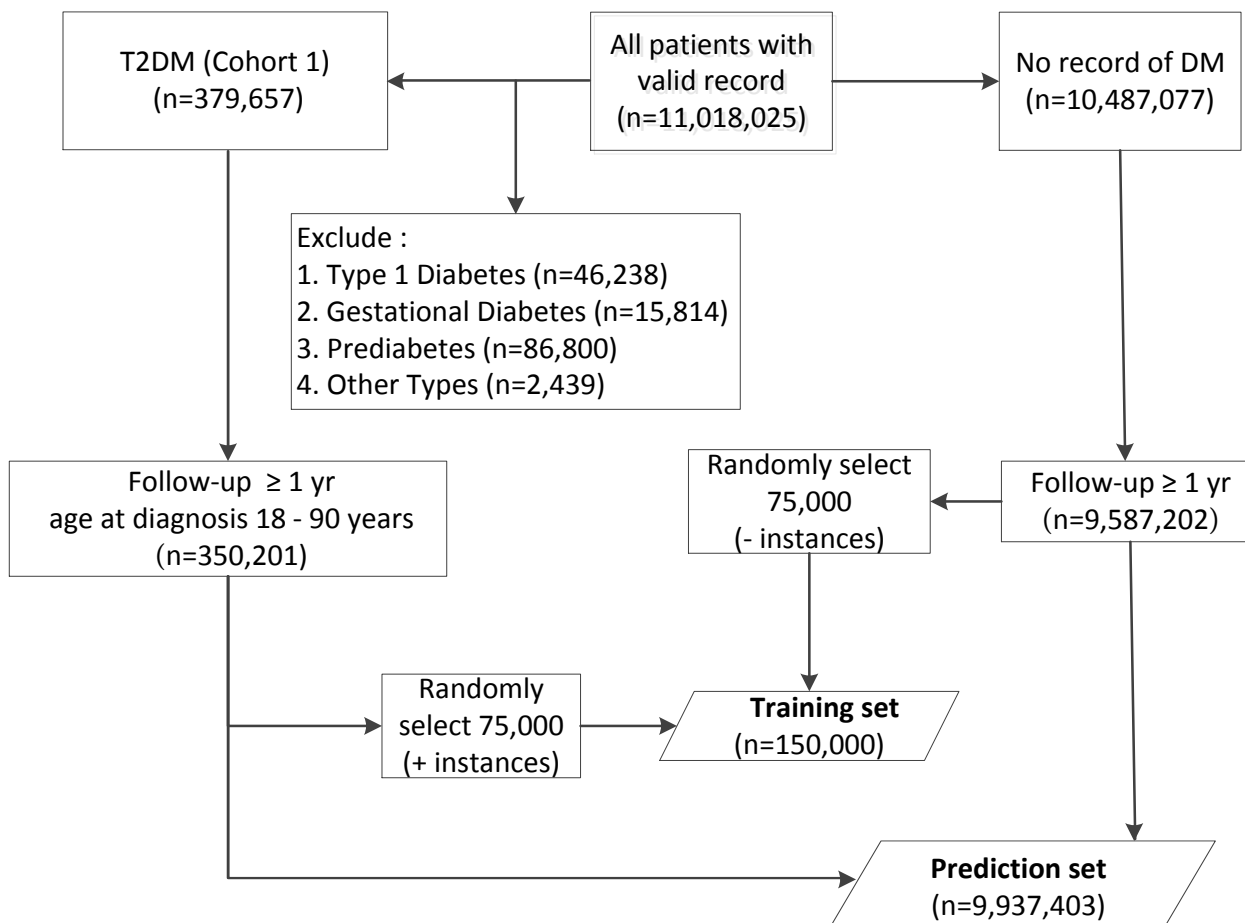 T2DM (Cohort 1)
(n=379,657)
All patients with
valid record
(n=11,018,025)
No record of DM
(n=10,487,077)
Exclude :
1. Type 1 Diabetes (n=46,238)
2. Gestational Diabetes (n=15,814)
3. Prediabetes (n=86,800)
4. Other Types (n=2,439)
Follow-up ≥ 1 yr
age at diagnosis 18 - 90 years
(n=350,201)
Randomly select
75,000
(- instances)
Follow-up ≥ 1 yr
(n=9,587,202)
Randomly
select 75,000
(+ instances)
Training set
(n=150,000)
Prediction set
(n=9,937,403)